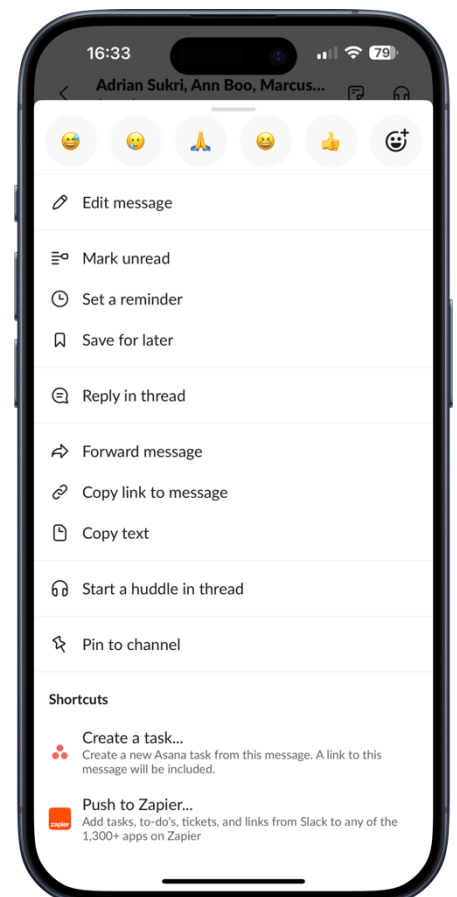 16:33
79
Adrian Sukri, Ann Boo, Marcus...
Edit message
Mark unread
Set a reminder
Save for later
Reply in thread
Forward message
Copy link to message
Copy text
Start a huddle in thread
Pin to channel
Shortcuts
Create a task...
Create a new Asana task from this message. A link to this
message will be included.
Push to Zapier...
zapier
Add tasks, to-do's, tickets, and links from Slack to any of the
1,300+ apps on Zapier